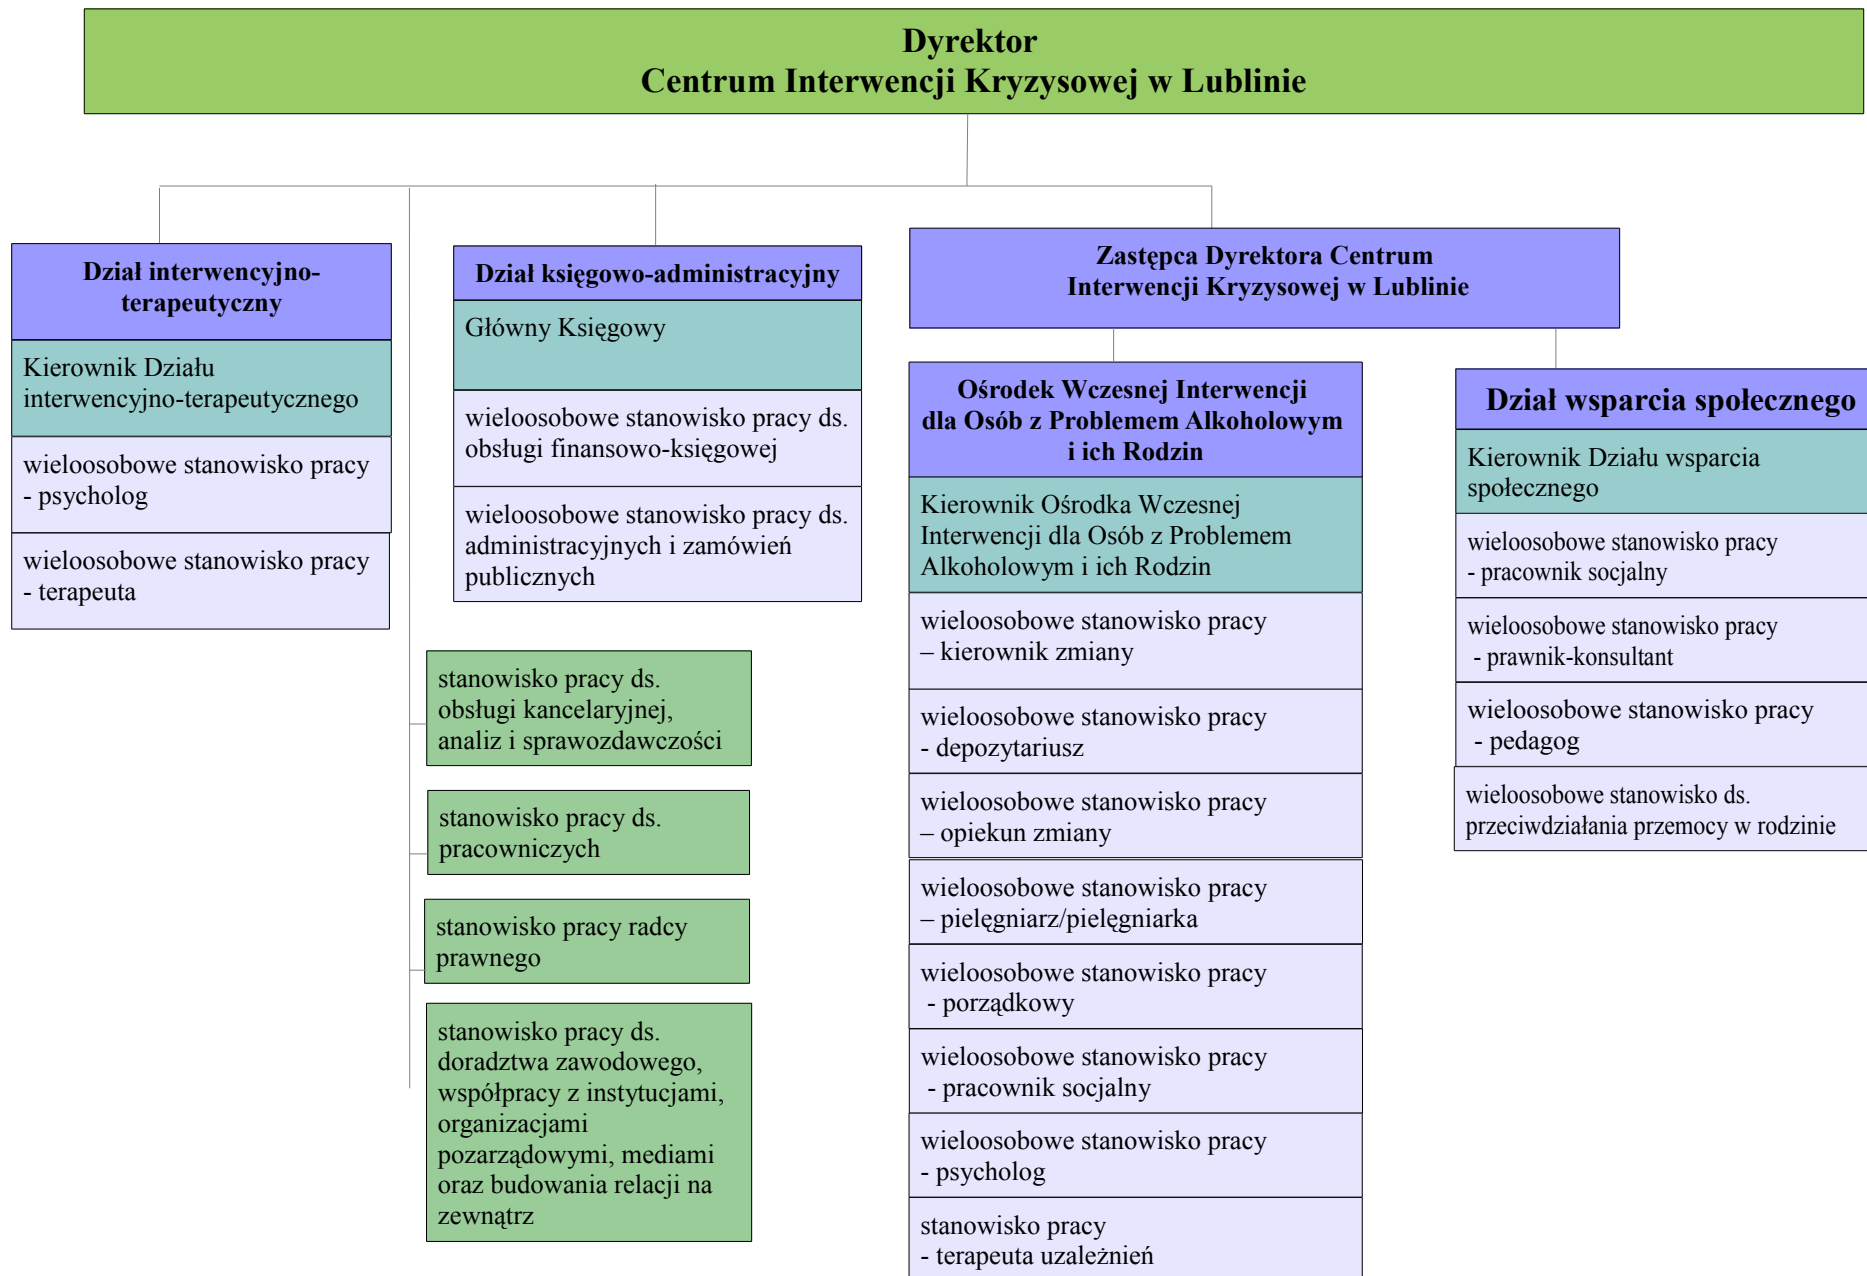 Dyrektor
Centrum Interwencji Kryzysowej w Lublinie
Dział interwencyjno-
terapeutyczny
Kierownik Działu
interwencyjno-terapeutycznego
wieloosobowe stanowisko pracy
- psycholog
wieloosobowe stanowisko pracy
- terapeuta
Dział księgowo-administracyjny
Główny Księgowy
wieloosobowe stanowisko pracy ds.
obsługi finansowo-księgowej
wieloosobowe stanowisko pracy ds.
administracyjnych i zamówień
publicznych
stanowisko pracy ds.
obsługi kancelaryjnej,
analiz i sprawozdawczości
stanowisko pracy ds.
pracowniczych
stanowisko pracy radcy
prawnego
stanowisko pracy ds.
doradztwa zawodowego,
współpracy z instytucjami,
organizacjami
pozarządowymi, mediami
oraz budowania relacji na
zewnątrz
Zastępca Dyrektora Centrum
Interwencji Kryzysowej w Lublinie
Ośrodek Wczesnej Interwencji
dla Osób z Problemem Alkoholowym
i ich Rodzin
Kierownik Ośrodka Wczesnej
Interwencji dla Osób z Problemem
Alkoholowym i ich Rodzin
wieloosobowe stanowisko pracy
– kierownik zmiany
wieloosobowe stanowisko pracy
- depozytariusz
wieloosobowe stanowisko pracy
– opiekun zmiany
wieloosobowe stanowisko pracy
– pielęgniarz/pielęgniarka
wieloosobowe stanowisko pracy
- porządkowy
wieloosobowe stanowisko pracy
- pracownik socjalny
wieloosobowe stanowisko pracy
- psycholog
stanowisko pracy
- terapeuta uzależnień
Dział wsparcia społecznego
Kierownik Działu wsparcia
społecznego
wieloosobowe stanowisko pracy
- pracownik socjalny
wieloosobowe stanowisko pracy
- prawnik-konsultant
wieloosobowe stanowisko pracy
- pedagog
wieloosobowe stanowisko ds.
przeciwdziałania przemocy w rodzinie